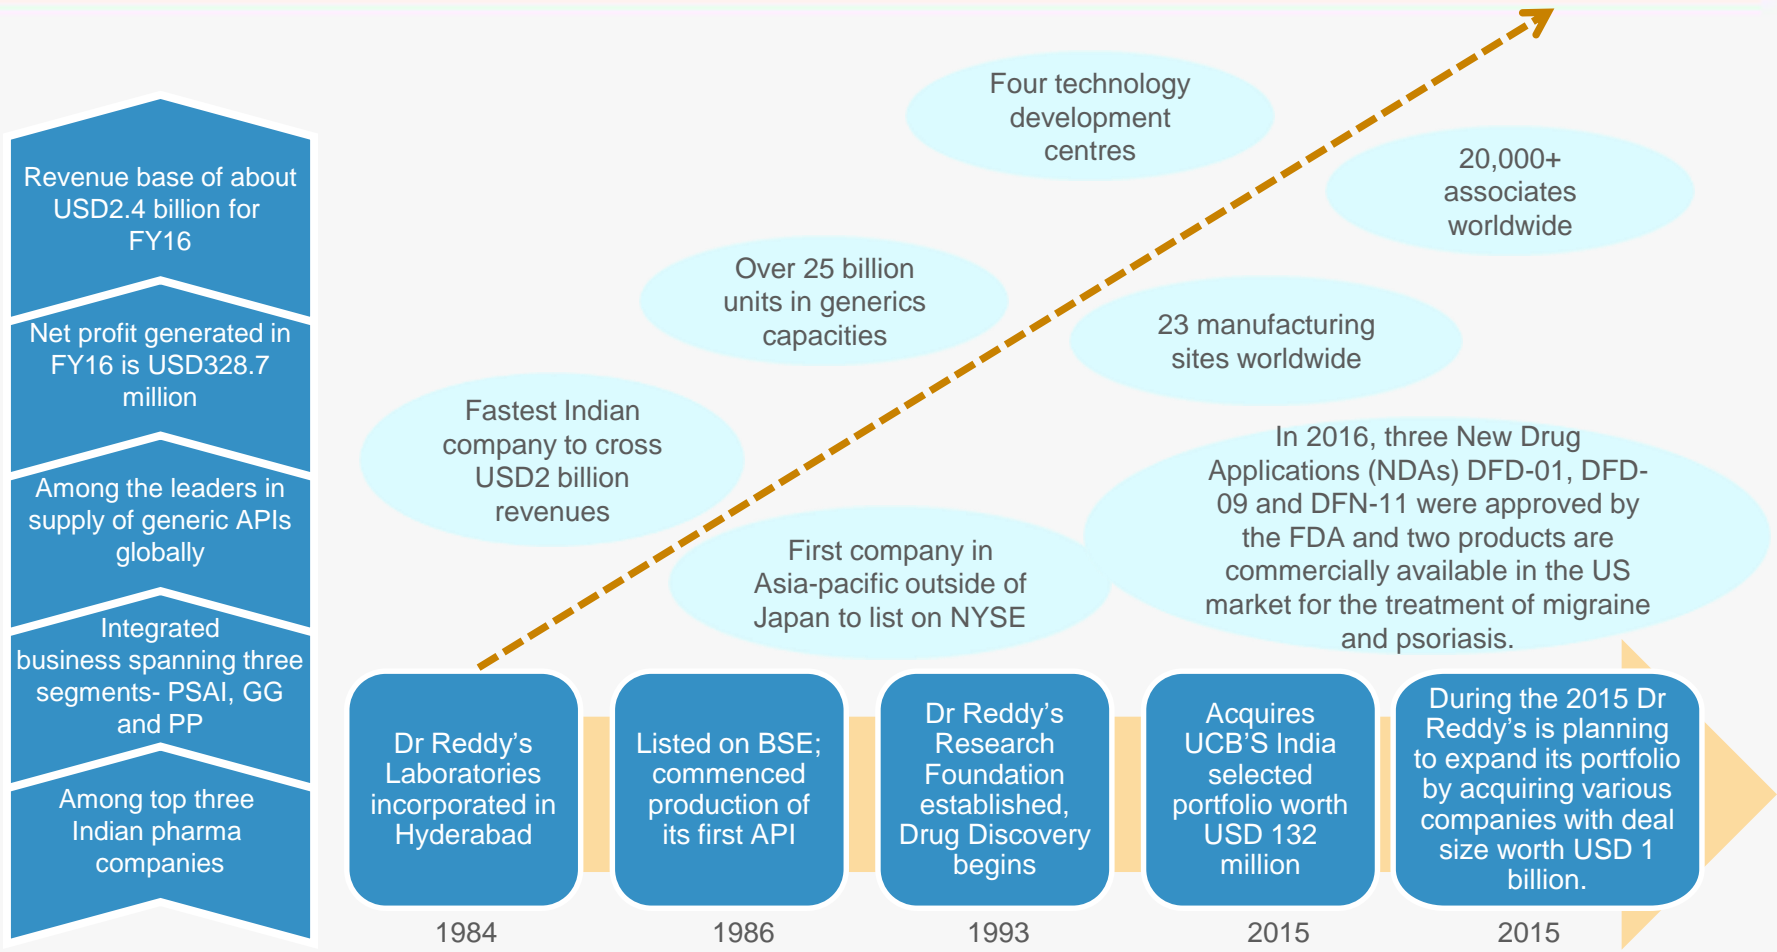 Four technology
development
centres
20,000+
associates
worldwide
Revenue base of about
USD2.4 billion for
FY16
Over 25 billion
units in generics
capacities
23 manufacturing
sites worldwide
Net profit generated in
FY16 is USD328.7
million
Fastest Indian
company to cross
USD2 billion
revenues
In 2016, three New Drug
Applications (NDAs) DFD-01, DFD-
09 and DFN-11 were approved by
the FDA and two products are
commercially available in the US
market for the treatment of migraine
and psoriasis.
Among the leaders in
supply of generic APIs
globally
First company in
Asia-pacific outside of
Japan to list on NYSE
Integrated
business spanning three
segments- PSAI, GG
and PP
Among top three
Indian pharma
companies
Dr Reddy’s
Laboratories
incorporated in
Hyderabad
Listed on BSE;
commenced
production of
its first API
Dr Reddy’s
Research
Foundation
established,
Drug Discovery
begins
Acquires
UCB’S India
selected
portfolio worth
USD 132
million
During the 2015 Dr
Reddy’s is planning
to expand its portfolio
by acquiring various
companies with deal
size worth USD 1
billion.
1984
1986
1993
2015
2015